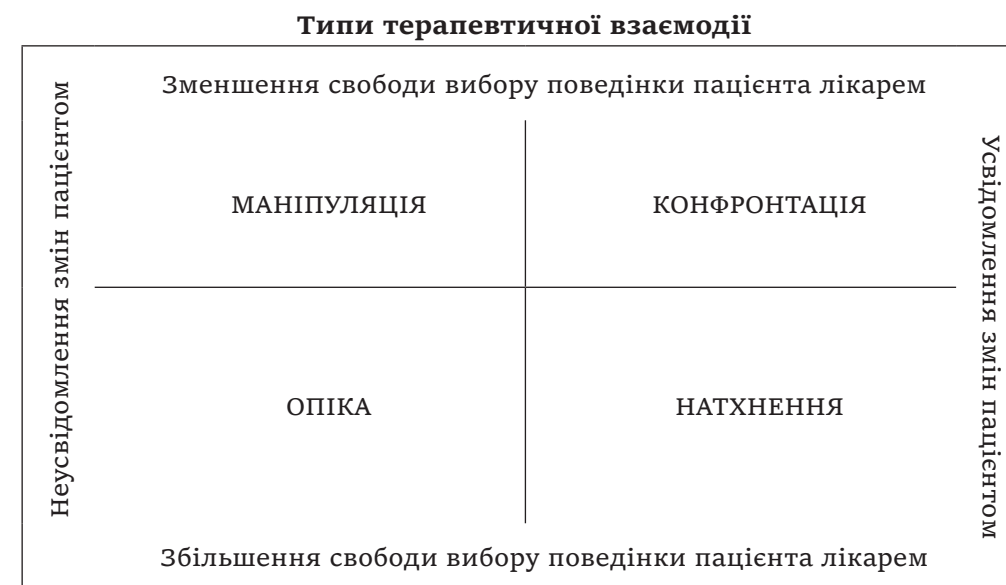 Типи терапевтичної взаємодії
Зменшення свободи вибору поведінки пацієнта лікарем
Неусвідомлення змін пацієнтом
МАНІПУЛЯЦІЯ
КОНФРОНТАЦІЯ
Усвідомлення змін пацієнтом
ОПІКА
НАТХНЕННЯ
Збільшення свободи вибору поведінки пацієнта лікарем